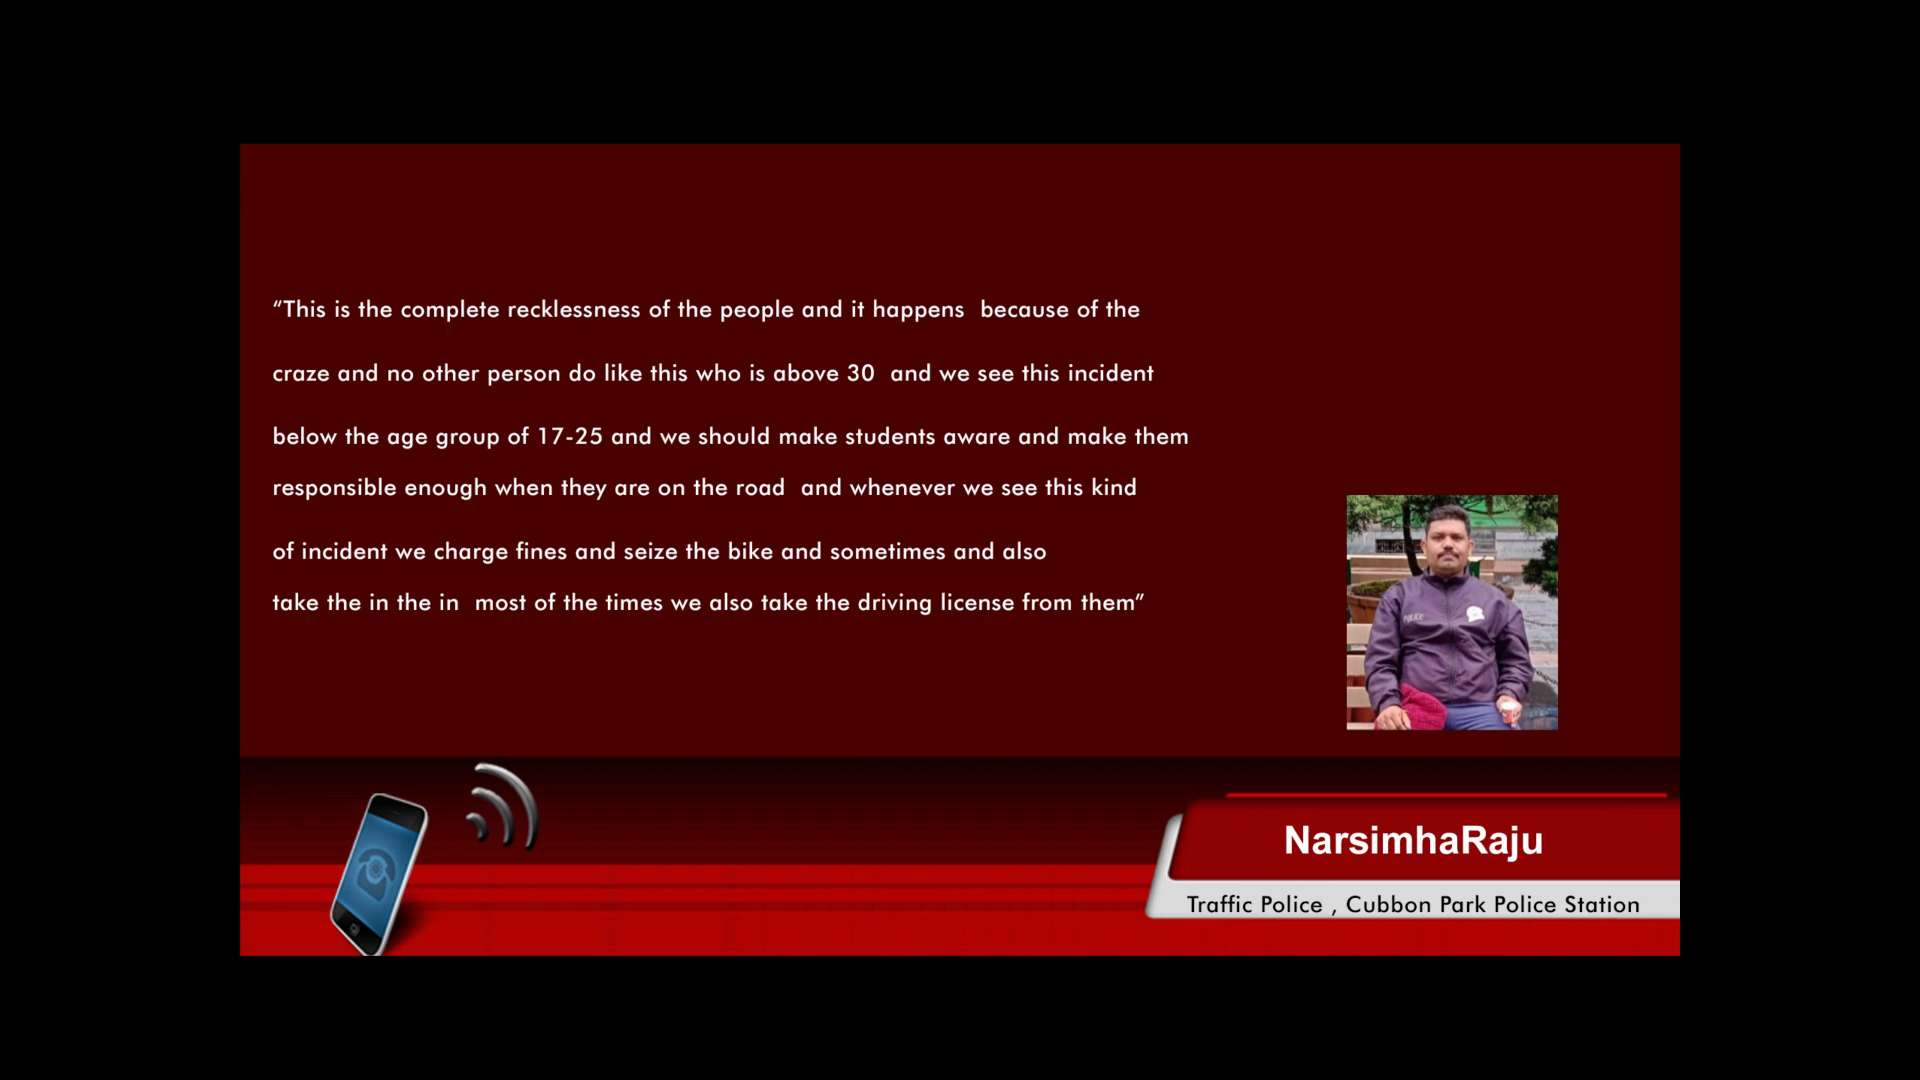 “This is the complete recklessness of the people and it happens  because of the
craze and no other person do like this who is above 30  and we see this incident
below the age group of 17-25 and we should make students aware and make them
responsible enough when they are on the road  and whenever we see this kind
of incident we charge fines and seize the bike and sometimes and also
take the in the in  most of the times we also take the driving license from them”
POLICE
NarsimhaRaju
Traffic Police , Cubbon Park Police Station